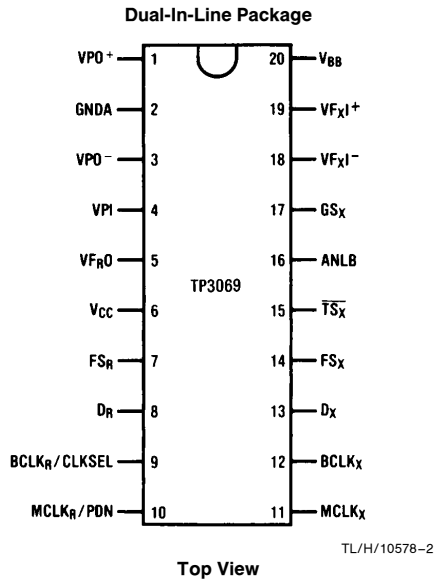 Dual-In-Line Package
VPO+ 1 20 VBB
GNDA 2 19 VFXI+
VPO− 3 18 VFXI−
VPI 4 17 GSX
VFRO 5 16 ANLB
TP3069
VCC 6 15 T̅S̅X̅
FSR 7 14 FSX
DR 8 13 DX
BCLKR/CLKSEL 9 12 BCLKX
MCLKR/PDN 10 11 MCLKX
TL/H/10578–2
Top View